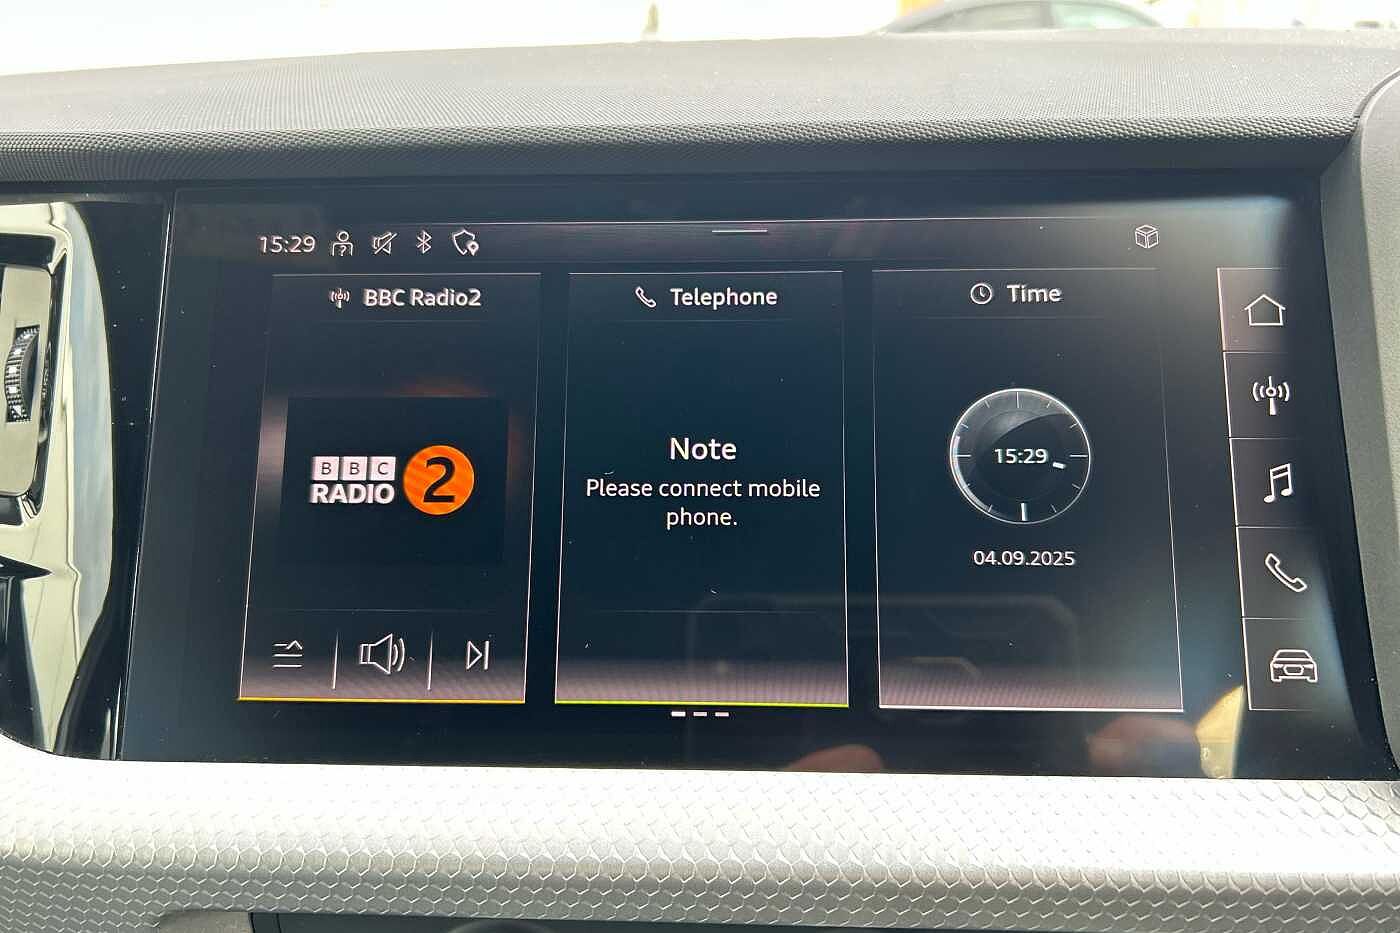 15:29
BBC Radio2
Telephone
Time
BBC
RADIO 2
Note
Please connect mobile
phone.
15:29
04.09.2025